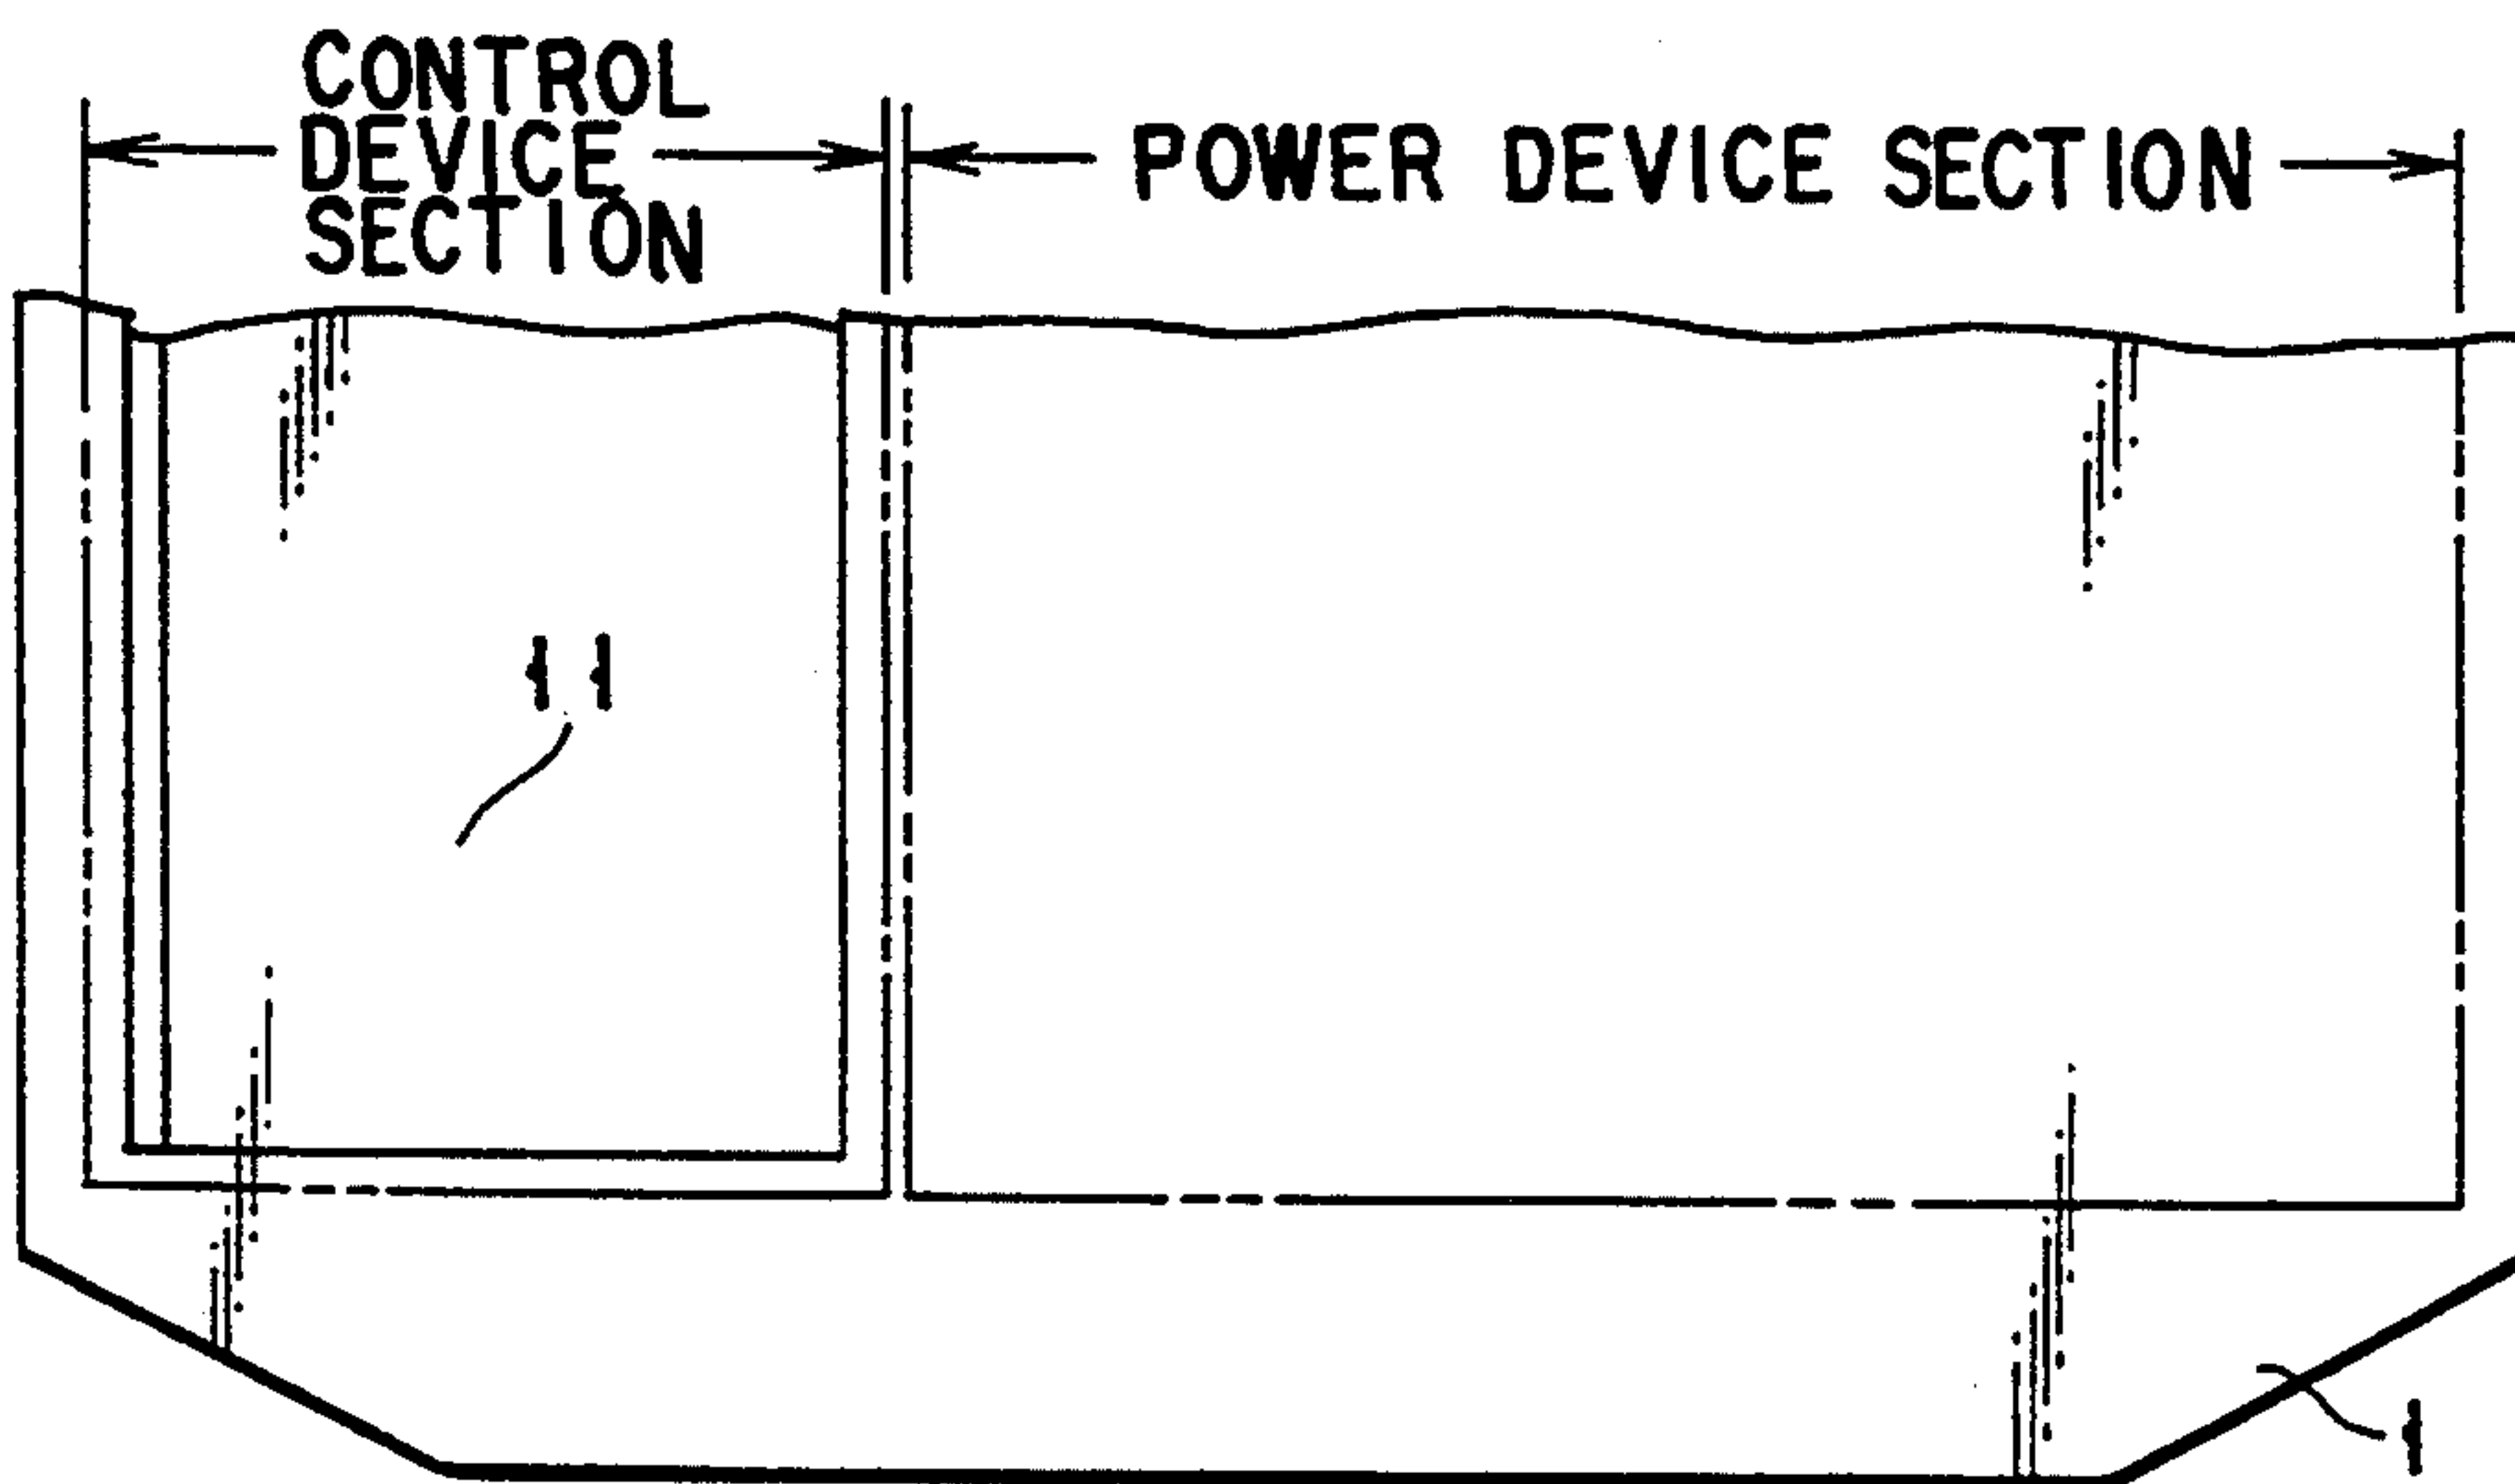 CONTROL
DEVICE
SECTION
POWER DEVICE SECTION
11
1